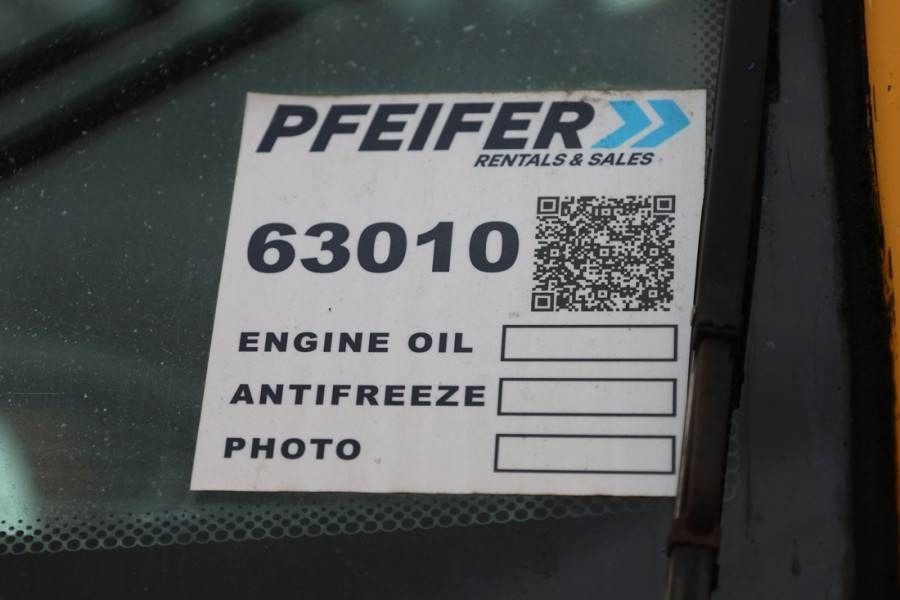 PFEIFER
RENTALS & SALES
63010
ENGINE OIL
ANTIFREEZE
PHOTO